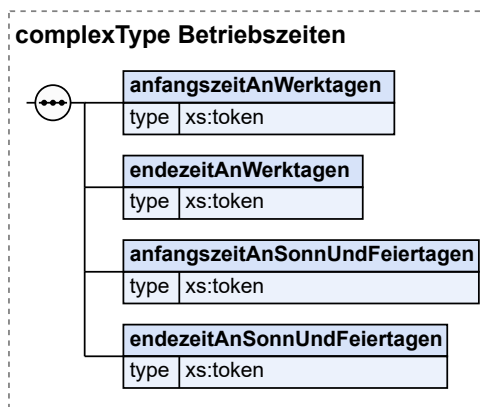 complexType Betriebszeiten
anfangszeitAnWerktagen
type xs:token
endezeitAnWerktagen
type xs:token
anfangszeitAnSonnUndFeiertagen
type xs:token
endezeitAnSonnUndFeiertagen
type xs:token